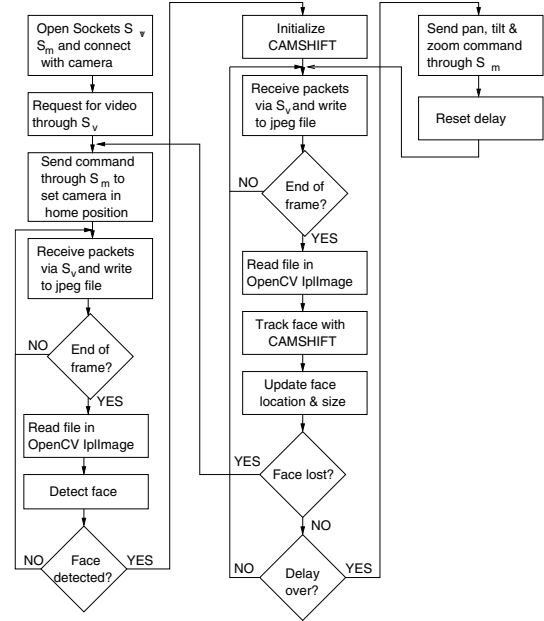 Open Sockets S v,
S m and connect
with camera
Request for video
through S v
Send command
through S m to
set camera in
home position
Receive packets
via S v and write
to jpeg file
NO
End of
frame?
YES
Read file in
OpenCV IplImage
Detect face
NO
Face
detected?
YES
Initialize
CAMSHIFT
Receive packets
via S v and write
to jpeg file
NO
End of
frame?
YES
Read file in
OpenCV IplImage
Track face with
CAMSHIFT
Update face
location & size
YES
Face lost?
NO
NO
Delay
over?
YES
Send pan, tilt &
zoom command
through S m
Reset delay